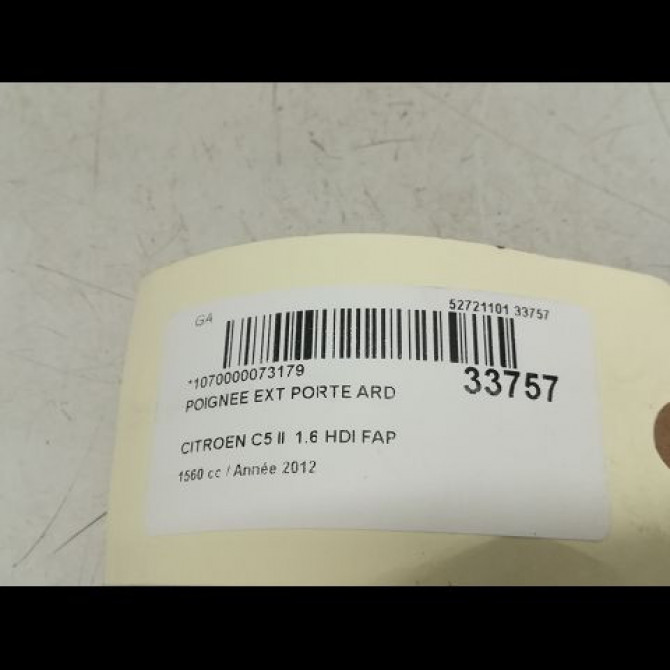 G4
52721101 33757
*1070000073179
33757
POIGNEE EXT PORTE ARD
CITROEN C5 II 1.6 HDI FAP
1560 cc / Année 2012